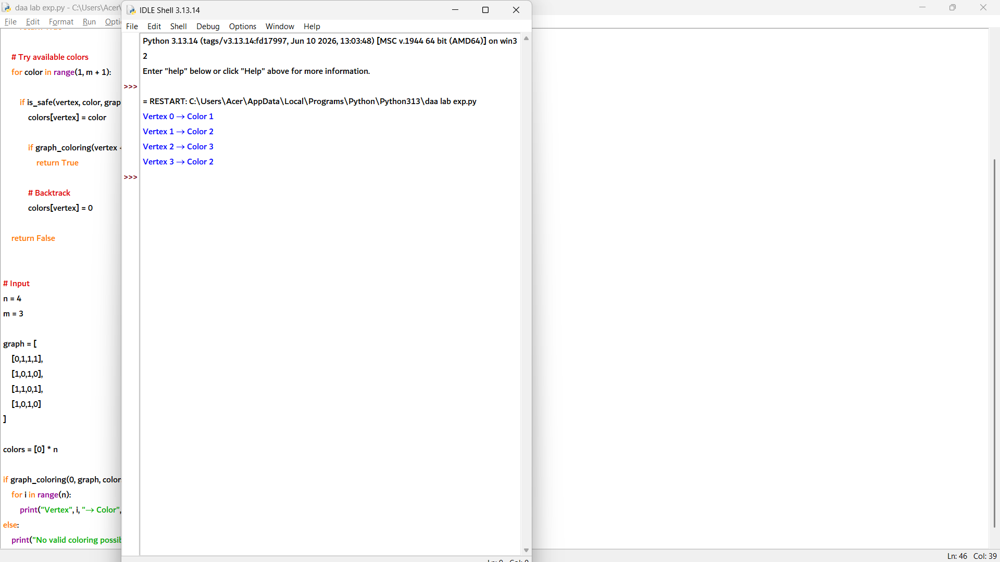 daa lab exp.py - C:\Users\Acer\
File Edit Format Run Opti
# Try available colors
for color in range(1, m + 1):
if is_safe(vertex, color, grap
colors[vertex] = color
if graph_coloring(vertex
return True
# Backtrack
colors[vertex] = 0
return False
# Input
n = 4
m = 3
graph = [
[0,1,1,1],
[1,0,1,0],
[1,1,0,1],
[1,0,1,0]
]
colors = [0] * n
if graph_coloring(0, graph, color
for i in range(n):
print("Vertex", i, "→ Color",
else:
print("No valid coloring possib
IDLE Shell 3.13.14
File Edit Shell Debug Options Window Help
Python 3.13.14 (tags/v3.13.14:fd17997, Jun 10 2026, 13:03:48) [MSC v.1944 64 bit (AMD64)] on win3
2
Enter "help" below or click "Help" above for more information.
>>>
= RESTART: C:\Users\Acer\AppData\Local\Programs\Python\Python313\daa lab exp.py
Vertex 0 → Color 1
Vertex 1 → Color 2
Vertex 2 → Color 3
Vertex 3 → Color 2
>>>
Ln: 46 Col: 39